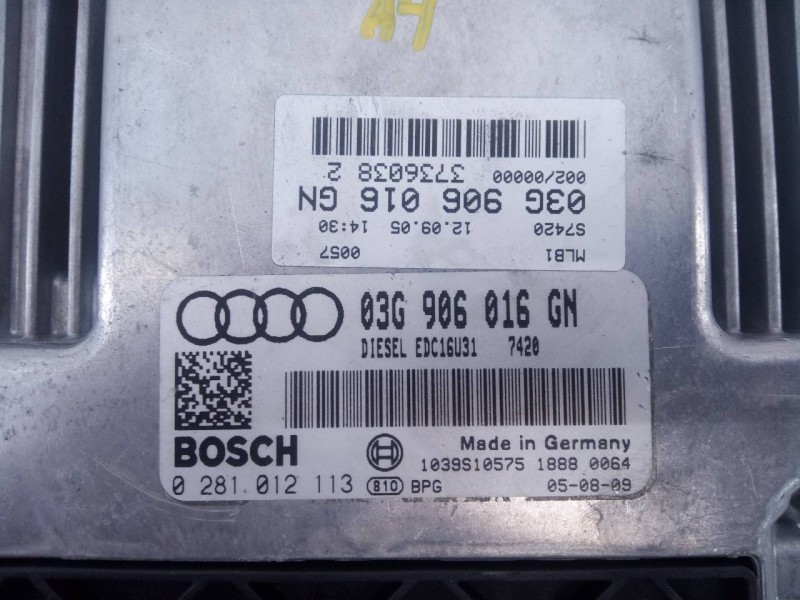 A4
002/00000
3736038 2
03G 906 016 GN
S7420 12.09.05 14:30
MLB1 0057
03G 906 016 GN
DIESEL EDC16U31 7420
BOSCH
Made in Germany
1039S10575 1888 0064
0 281 012 113 810 BPG 05-08-09